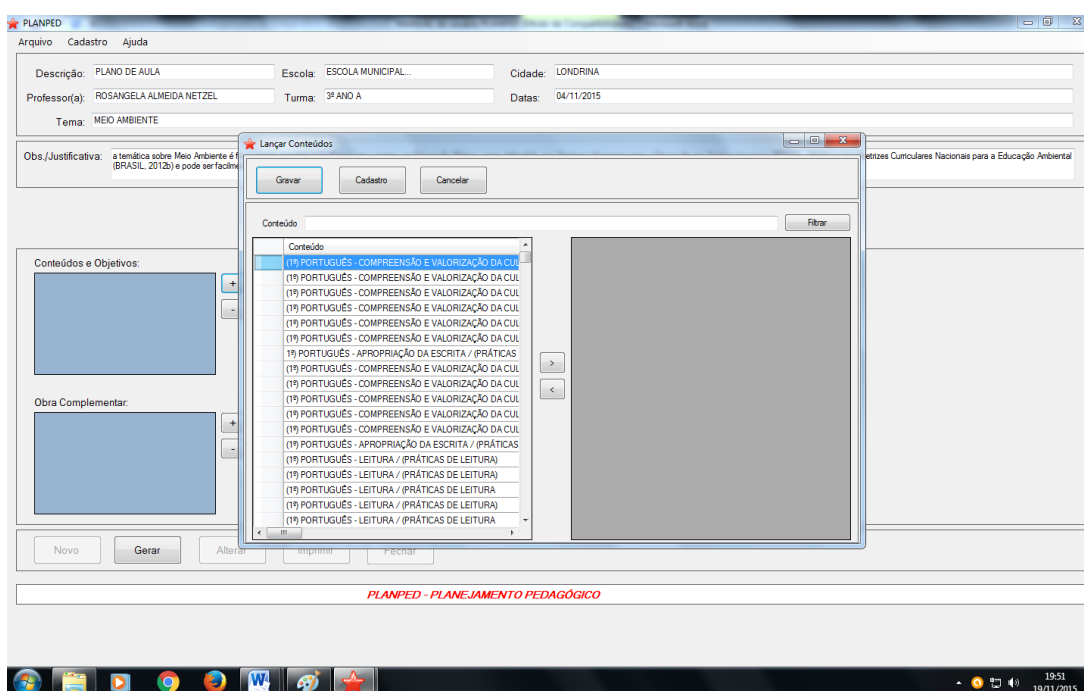 PLANPED
Arquivo Cadastro Ajuda
Descrição: PLANO DE AULA Escola: ESCOLA MUNICIPAL... Cidade: LONDRINA
Professor(a): ROSANGELA ALMEIDA NETZEL Turma: 3º ANO A Datas: 04/11/2015
Tema: MEIO AMBIENTE
Obs./Justificativa: a temática sobre Meio Ambiente é f
etrizes Curriculares Nacionais para a Educação Ambiental
(BRASIL, 2012b) e pode ser facilme
Lançar Conteúdos
Gravar Cadastro Cancelar
Conteúdo Filtrar
Conteúdo
(1º) PORTUGUÊS - COMPREENSÃO E VALORIZAÇÃO DA CUL
(1º) PORTUGUÊS - COMPREENSÃO E VALORIZAÇÃO DA CUL
(1º) PORTUGUÊS - COMPREENSÃO E VALORIZAÇÃO DA CUL
(1º) PORTUGUÊS - COMPREENSÃO E VALORIZAÇÃO DA CUL
(1º) PORTUGUÊS - COMPREENSÃO E VALORIZAÇÃO DA CUL
(1º) PORTUGUÊS - COMPREENSÃO E VALORIZAÇÃO DA CUL
1º) PORTUGUÊS - APROPRIAÇÃO DA ESCRITA / (PRÁTICAS
(1º) PORTUGUÊS - COMPREENSÃO E VALORIZAÇÃO DA CUL
(1º) PORTUGUÊS - COMPREENSÃO E VALORIZAÇÃO DA CUL
(1º) PORTUGUÊS - COMPREENSÃO E VALORIZAÇÃO DA CUL
(1º) PORTUGUÊS - COMPREENSÃO E VALORIZAÇÃO DA CUL
(1º) PORTUGUÊS - COMPREENSÃO E VALORIZAÇÃO DA CUL
(1º) PORTUGUÊS - APROPRIAÇÃO DA ESCRITA / (PRÁTICAS
(1º) PORTUGUÊS - LEITURA / (PRÁTICAS DE LEITURA)
(1º) PORTUGUÊS - LEITURA / (PRÁTICAS DE LEITURA)
(1º) PORTUGUÊS - LEITURA / (PRÁTICAS DE LEITURA
(1º) PORTUGUÊS - LEITURA / (PRÁTICAS DE LEITURA)
(1º) PORTUGUÊS - LEITURA / (PRÁTICAS DE LEITURA
>
<
Conteúdos e Objetivos:
+
-
Obra Complementar:
+
-
Novo Gerar Alterar Imprimir Fechar
PLANPED - PLANEJAMENTO PEDAGÓGICO
19:51
19/11/2015